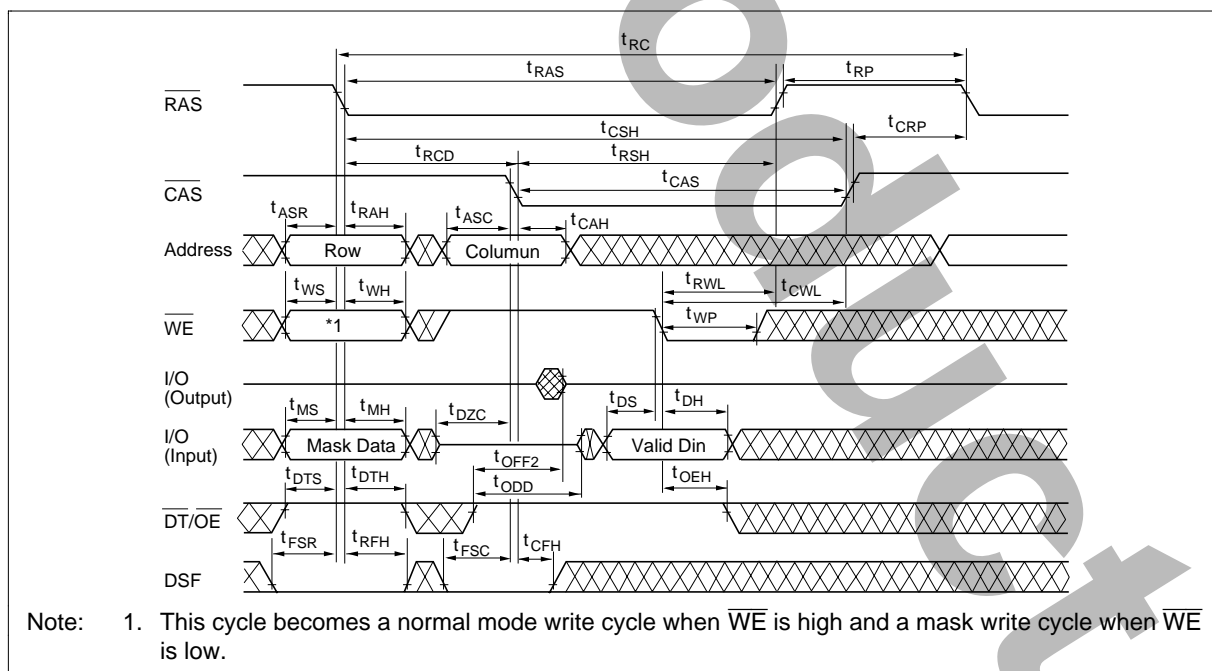 tRC
tRAS tRP
RAS
tCSH tCRP
tRCD tRSH
CAS tCAS
tASR tRAH tASC tCAH
Address Row Columun
tWS tWH tRWL tCWL
WE *1 tWP
I/O
(Output)
tMS tMH tDZC tDS tDH
I/O
(Input) Mask Data Valid Din
tOFF2
tDTS tDTH tODD tOEH
DT/OE
tFSR tRFH tFSC tCFH
DSF
Note: 1. This cycle becomes a normal mode write cycle when WE is high and a mask write cycle when WE
is low.
oduct